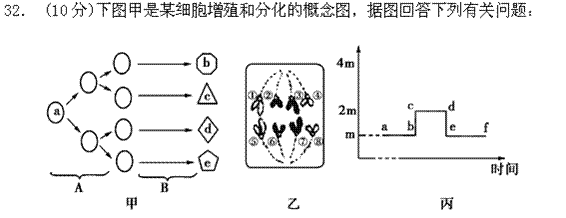 32. (10分)下图甲是某细胞增殖和分化的概念图，据图回答下列有关问题：
a
b
c
d
e
A
B
甲
① ② ③ ④
⑤ ⑥ ⑦ ⑧
乙
4m
2m
m
a
b
c
d
e
f
时间
丙